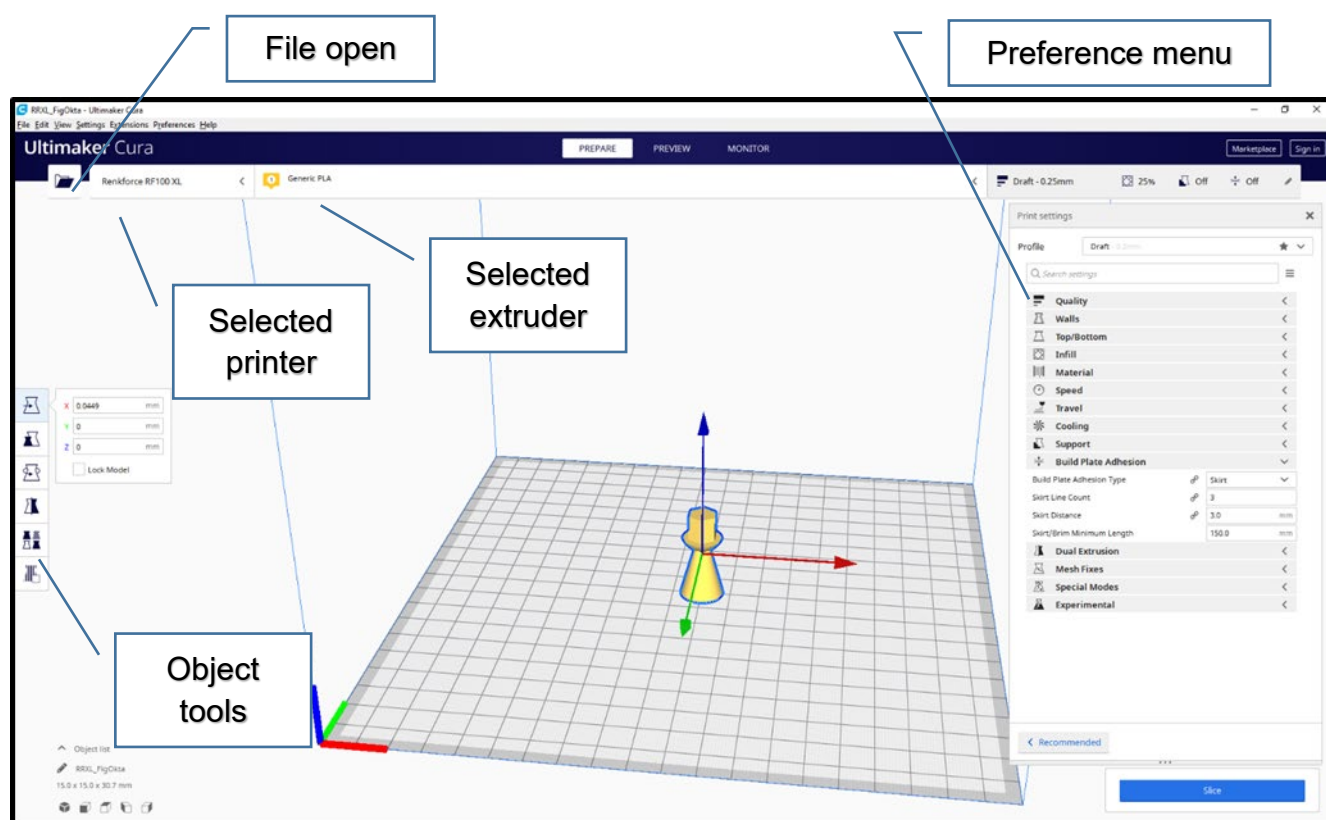 File open
Preference menu
RRXL_FigOkta - Ultimaker Cura
File Edit View Settings Extensions Preferences Help
Ultimaker Cura
PREPARE PREVIEW MONITOR
Marketplace Sign in
Renkforce RF100 XL
1 Generic PLA
Draft - 0.25mm 25% Off Off
Print settings
Profile Draft
Search settings
Selected
extruder
Selected
printer
Quality
Walls
Top/Bottom
Infill
Material
Speed
Travel
Cooling
Support
Build Plate Adhesion
Build Plate Adhesion Type Skirt
Skirt Line Count 3
Skirt Distance 3.0 mm
Skirt/Brim Minimum Length 150.0 mm
Dual Extrusion
Mesh Fixes
Special Modes
Experimental
X 0.0449 mm
Y 0 mm
Z 0 mm
Lock Model
Object
tools
Object list
RRXL_FigOkta
15.0 x 15.0 x 30.7 mm
Recommended
Slice